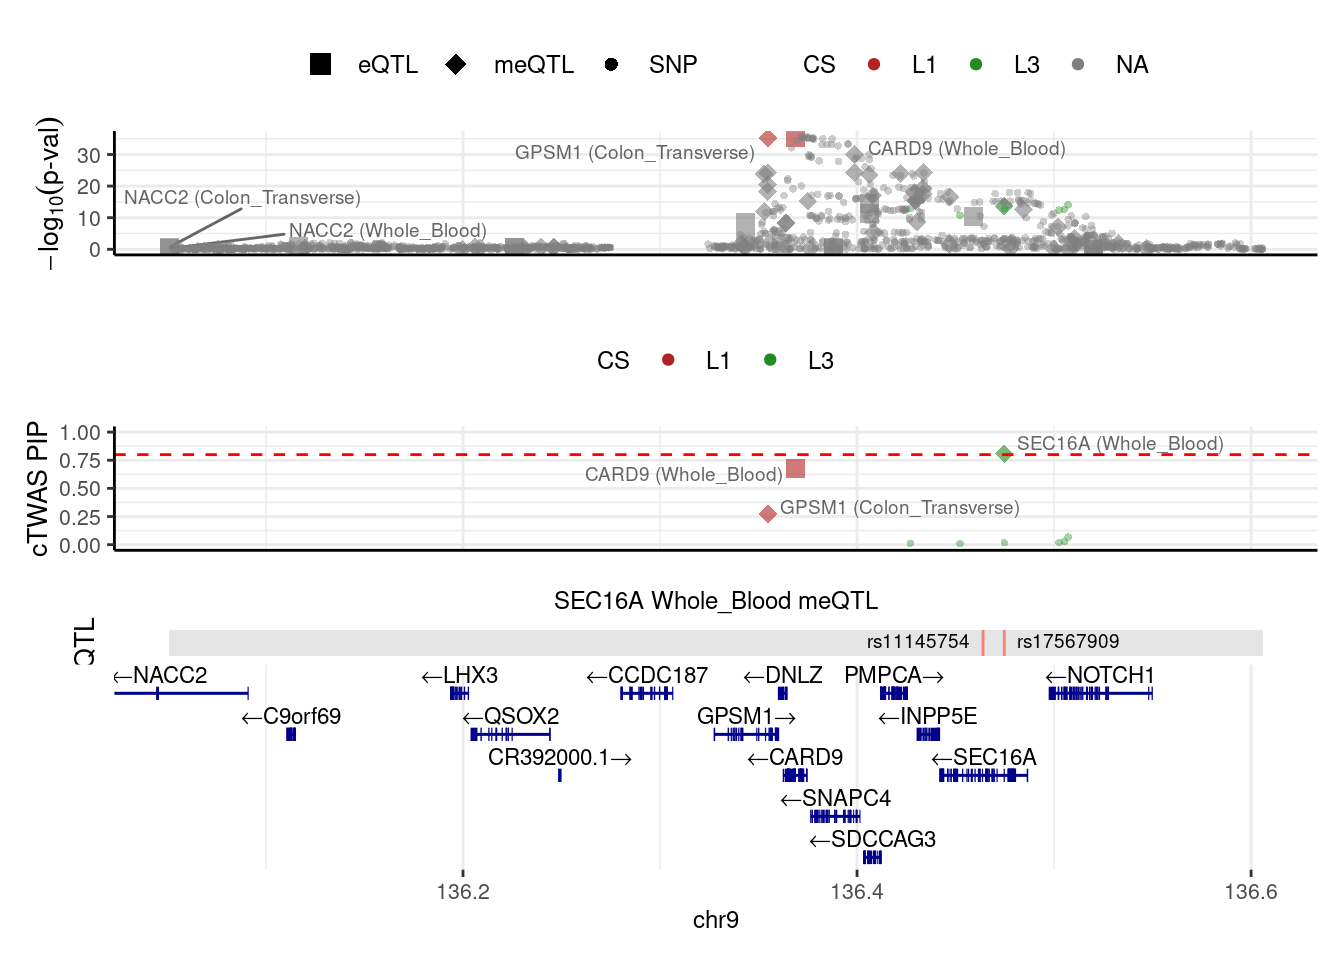 eQTL meQTL SNP CS L1 L3 NA
−log10(p-val)
30
20
10
0
GPSM1 (Colon_Transverse)
CARD9 (Whole_Blood)
NACC2 (Colon_Transverse)
NACC2 (Whole_Blood)
CS L1 L3
cTWAS PIP
1.00
0.75
0.50
0.25
0.00
SEC16A (Whole_Blood)
CARD9 (Whole_Blood)
GPSM1 (Colon_Transverse)
SEC16A Whole_Blood meQTL
QTL
rs11145754 rs17567909
←NACC2 ←LHX3 ←CCDC187 ←DNLZ PMPCA→ ←NOTCH1
←C9orf69 ←QSOX2 GPSM1→ ←INPP5E
CR392000.1→ ←CARD9 ←SEC16A
←SNAPC4
←SDCCAG3
136.2 136.4 136.6
chr9